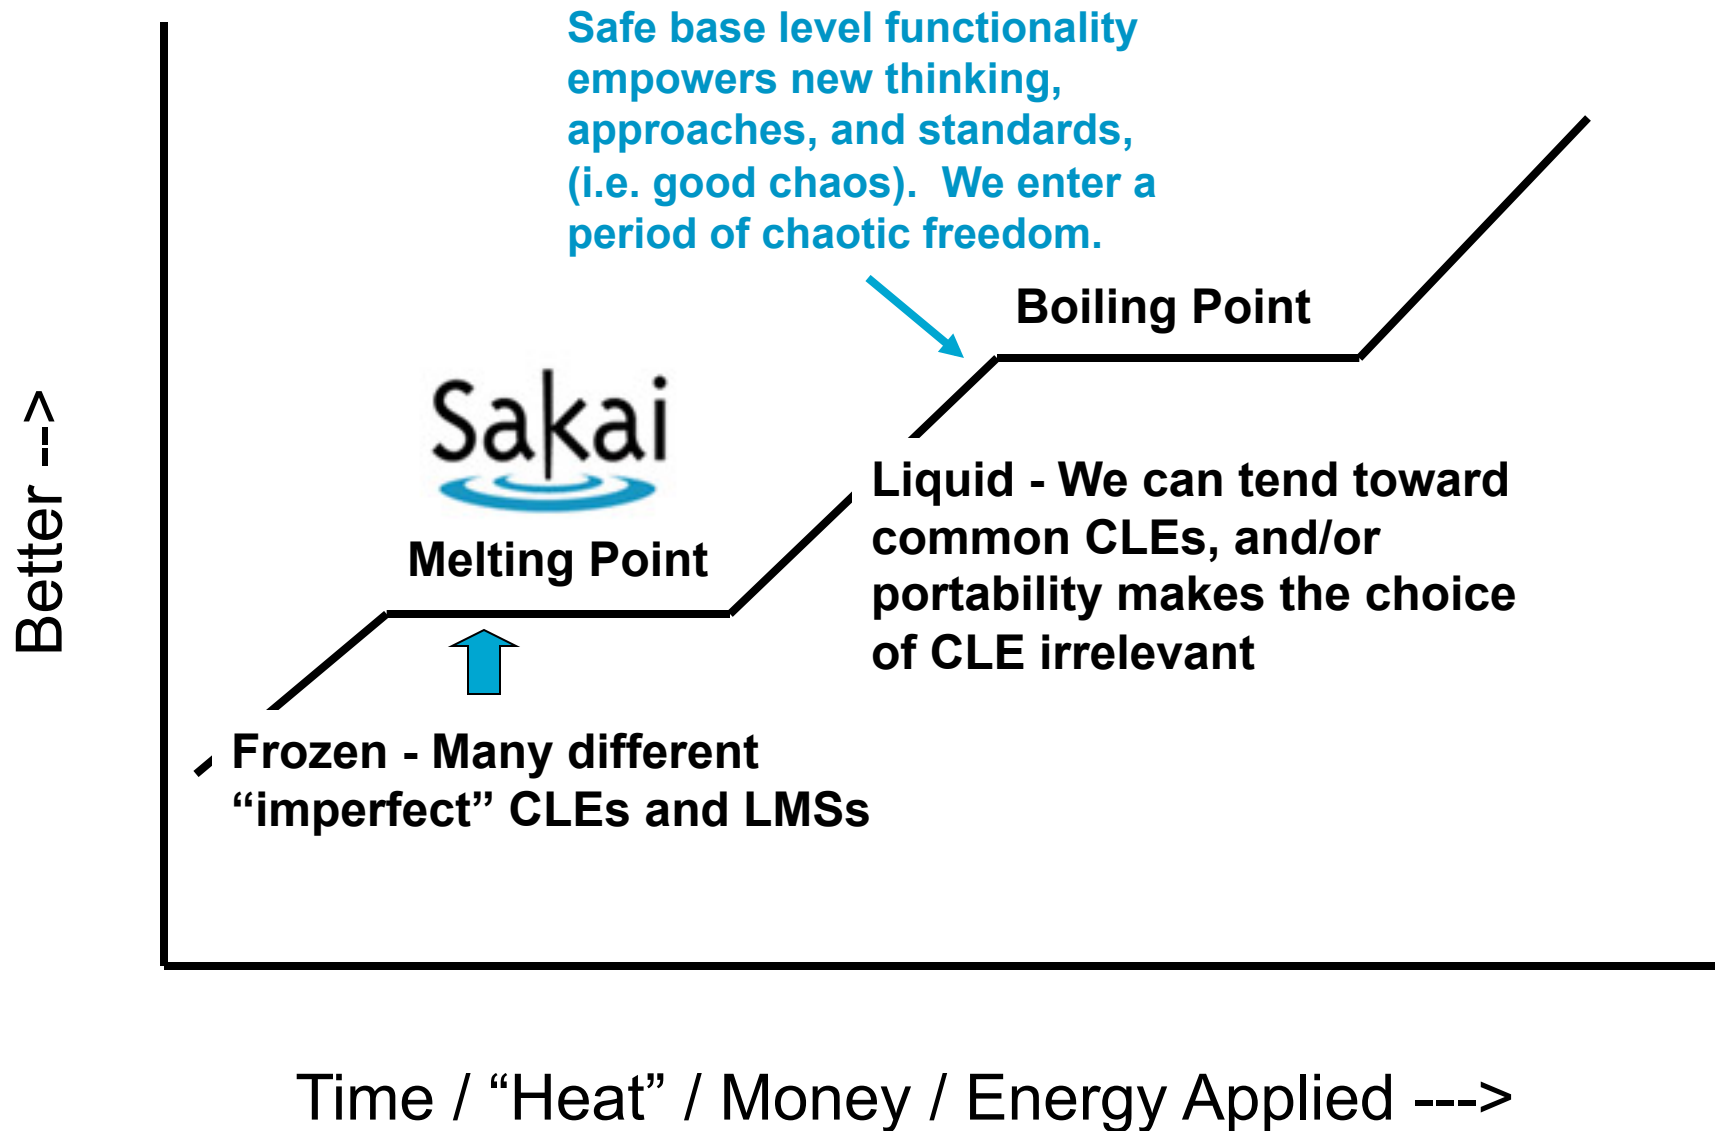 Safe base level functionality
empowers new thinking,
approaches, and standards,
(i.e. good chaos).  We enter a
period of chaotic freedom.
Boiling Point
Sakai
Melting Point
Liquid - We can tend toward
common CLEs, and/or
portability makes the choice
of CLE irrelevant
Better -->
Frozen - Many different
“imperfect” CLEs and LMSs
Time / “Heat” / Money / Energy Applied --->